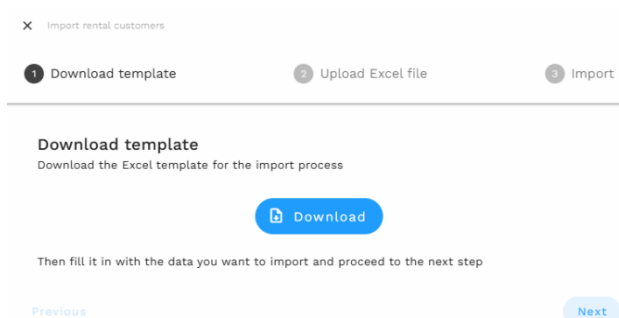 Import rental customers
1 Download template
2 Upload Excel file
3 Import
Download template
Download the Excel template for the import process
Download
Then fill it in with the data you want to import and proceed to the next step
Previous
Next